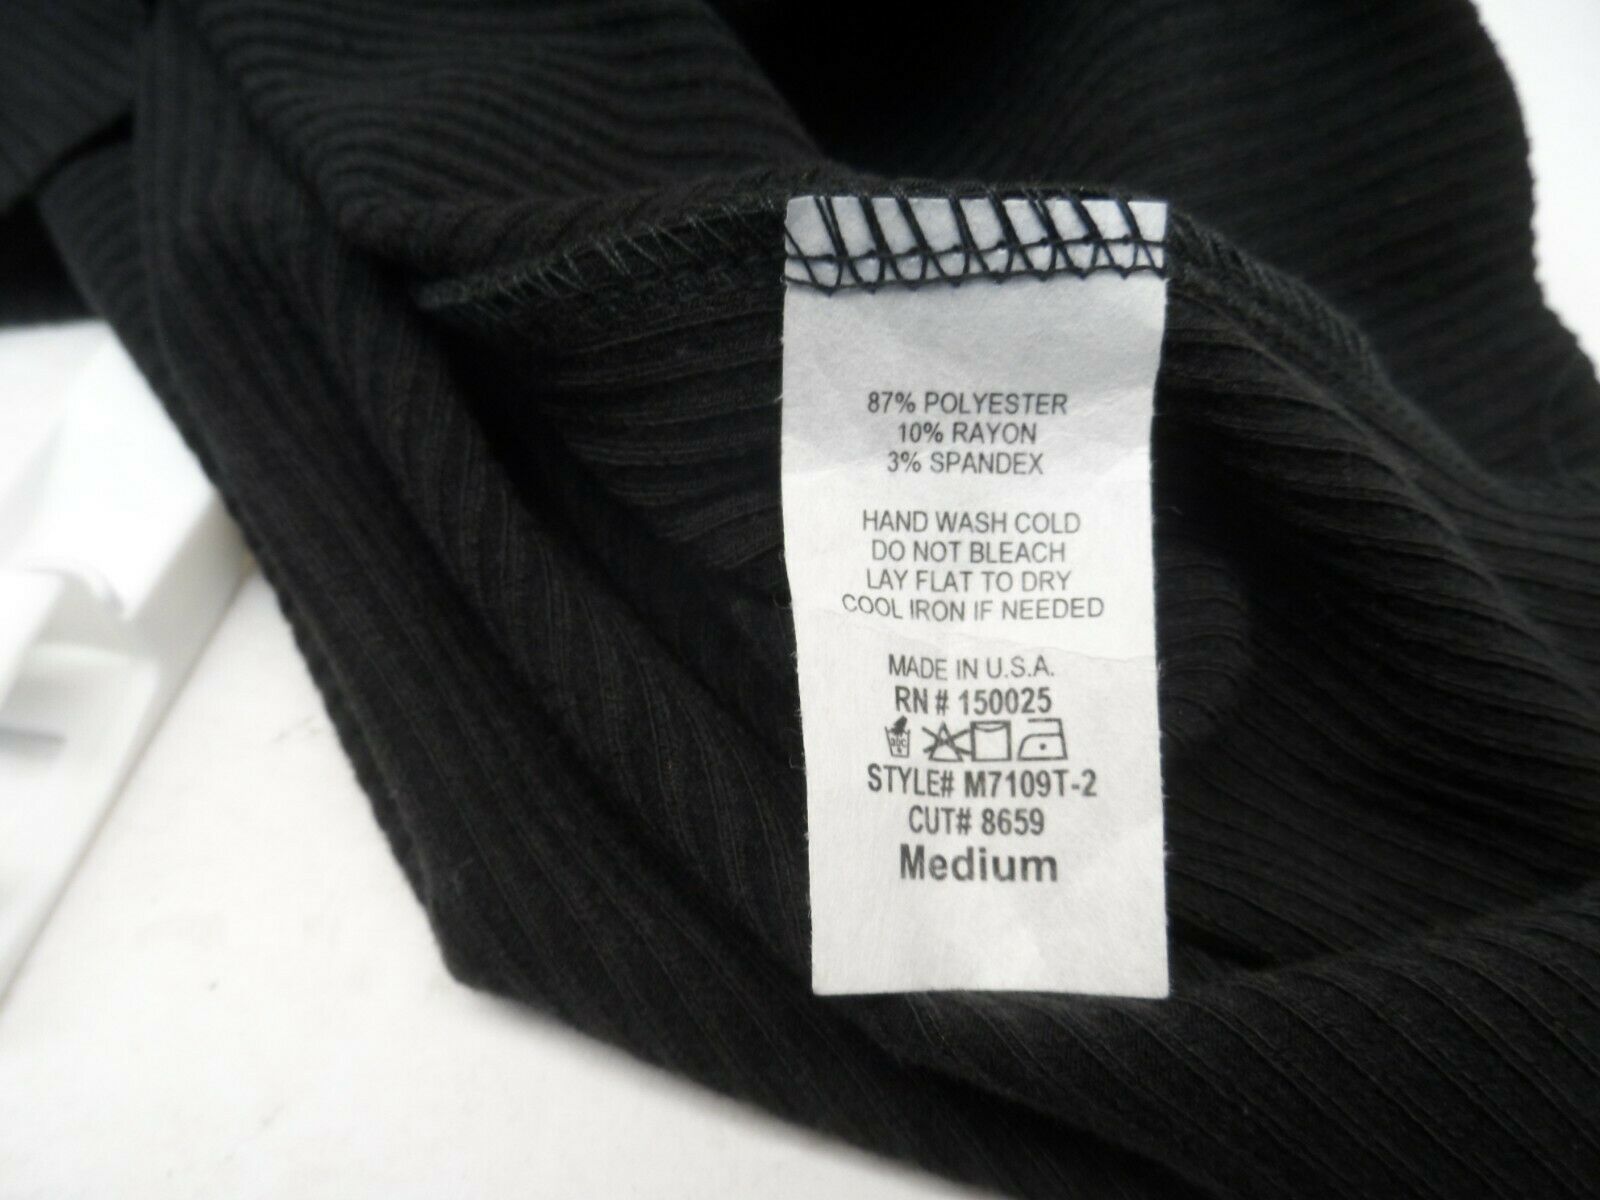 87% POLYESTER
10% RAYON
3% SPANDEX
HAND WASH COLD
DO NOT BLEACH
LAY FLAT TO DRY
COOL IRON IF NEEDED
MADE IN U.S.A.
RN # 150025
STYLE# M7109T-2
CUT# 8659
Medium